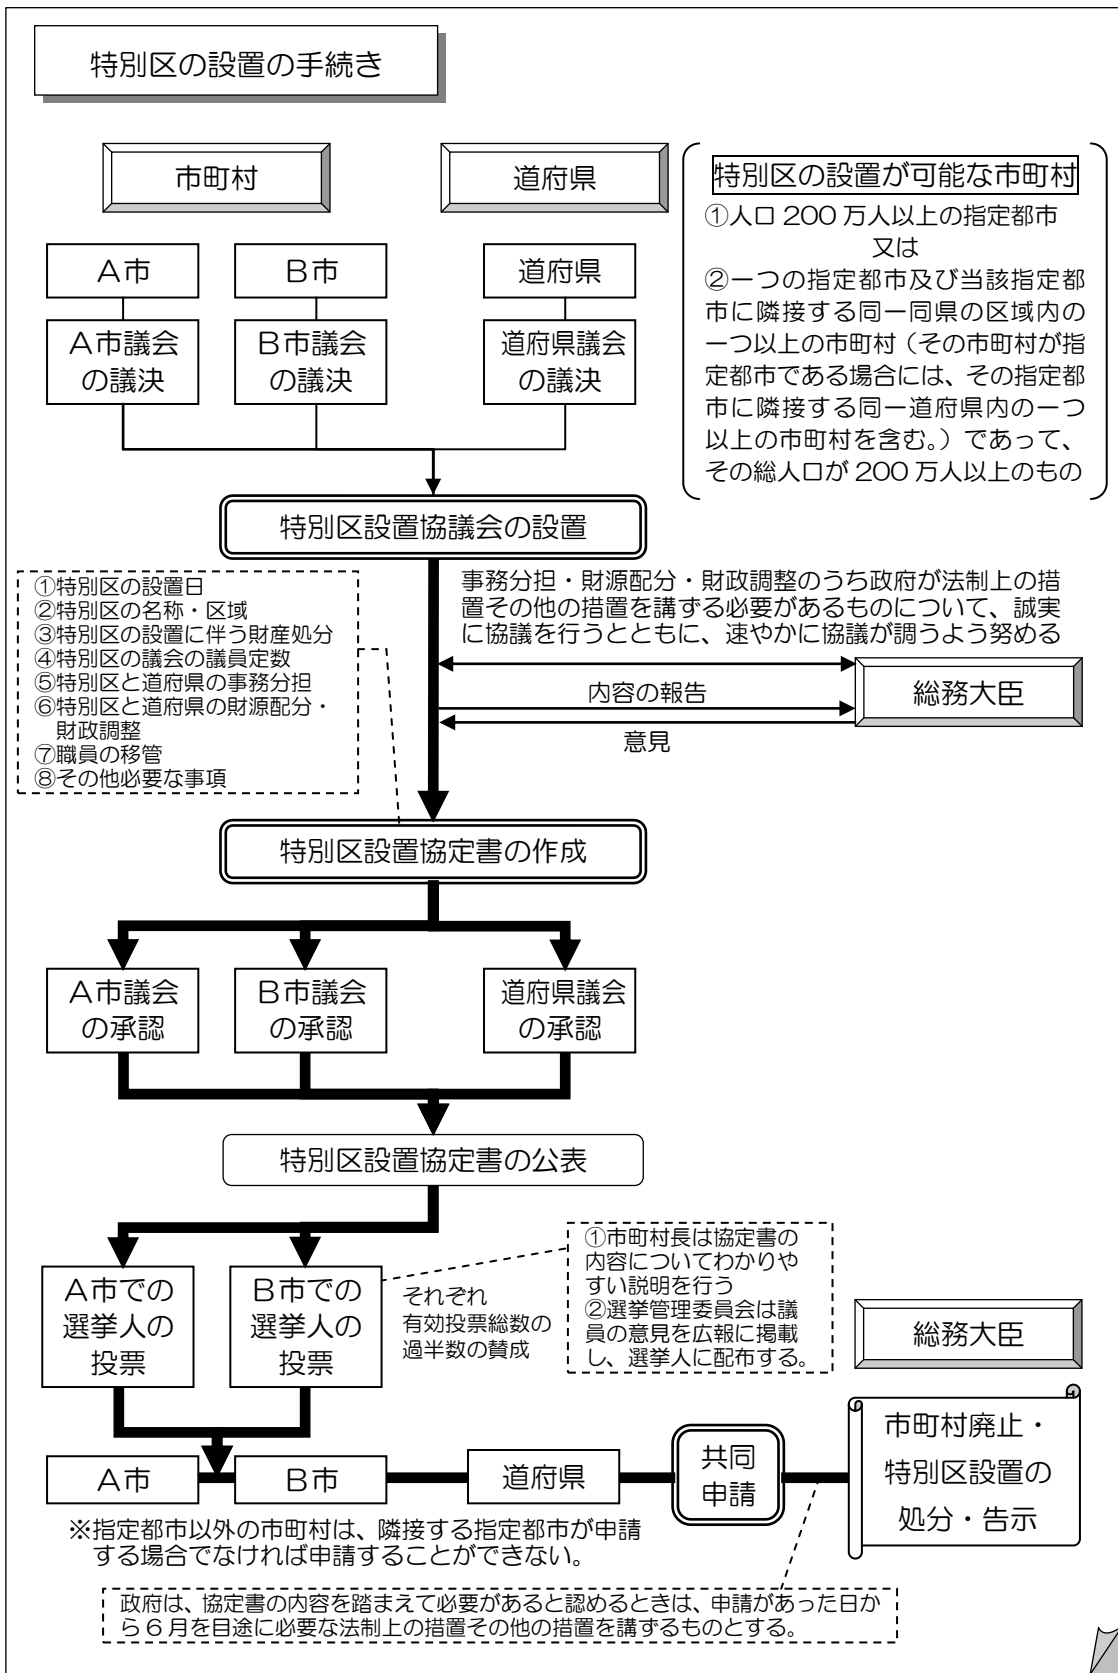 特別区の設置の手続き
市町村
道府県
特別区の設置が可能な市町村
①人口 200 万人以上の指定都市
又は
②一つの指定都市及び当該指定都
市に隣接する同一同県の区域内の
一つ以上の市町村（その市町村が指
定都市である場合には、その指定都
市に隣接する同一道府県内の一つ
以上の市町村を含む。）であって、
その総人口が 200 万人以上のもの
A市
B市
道府県
A市議会
の議決
B市議会
の議決
道府県議会
の議決
特別区設置協議会の設置
①特別区の設置日
②特別区の名称・区域
③特別区の設置に伴う財産処分
④特別区の議会の議員定数
⑤特別区と道府県の事務分担
⑥特別区と道府県の財源配分・
財政調整
⑦職員の移管
⑧その他必要な事項
事務分担・財源配分・財政調整のうち政府が法制上の措
置その他の措置を講ずる必要があるものについて、誠実
に協議を行うとともに、速やかに協議が調うよう努める
内容の報告
意見
総務大臣
特別区設置協定書の作成
A市議会
の承認
B市議会
の承認
道府県議会
の承認
特別区設置協定書の公表
A市での
選挙人の
投票
B市での
選挙人の
投票
それぞれ
有効投票総数の
過半数の賛成
①市町村長は協定書の
内容についてわかりや
すい説明を行う
②選挙管理委員会は議
員の意見を広報に掲載
し、選挙人に配布する。
総務大臣
A市
B市
道府県
共同
申請
市町村廃止・
特別区設置の
処分・告示
※指定都市以外の市町村は、隣接する指定都市が申請
する場合でなければ申請することができない。
政府は、協定書の内容を踏まえて必要があると認めるときは、申請があった日か
ら６月を目途に必要な法制上の措置その他の措置を講ずるものとする。